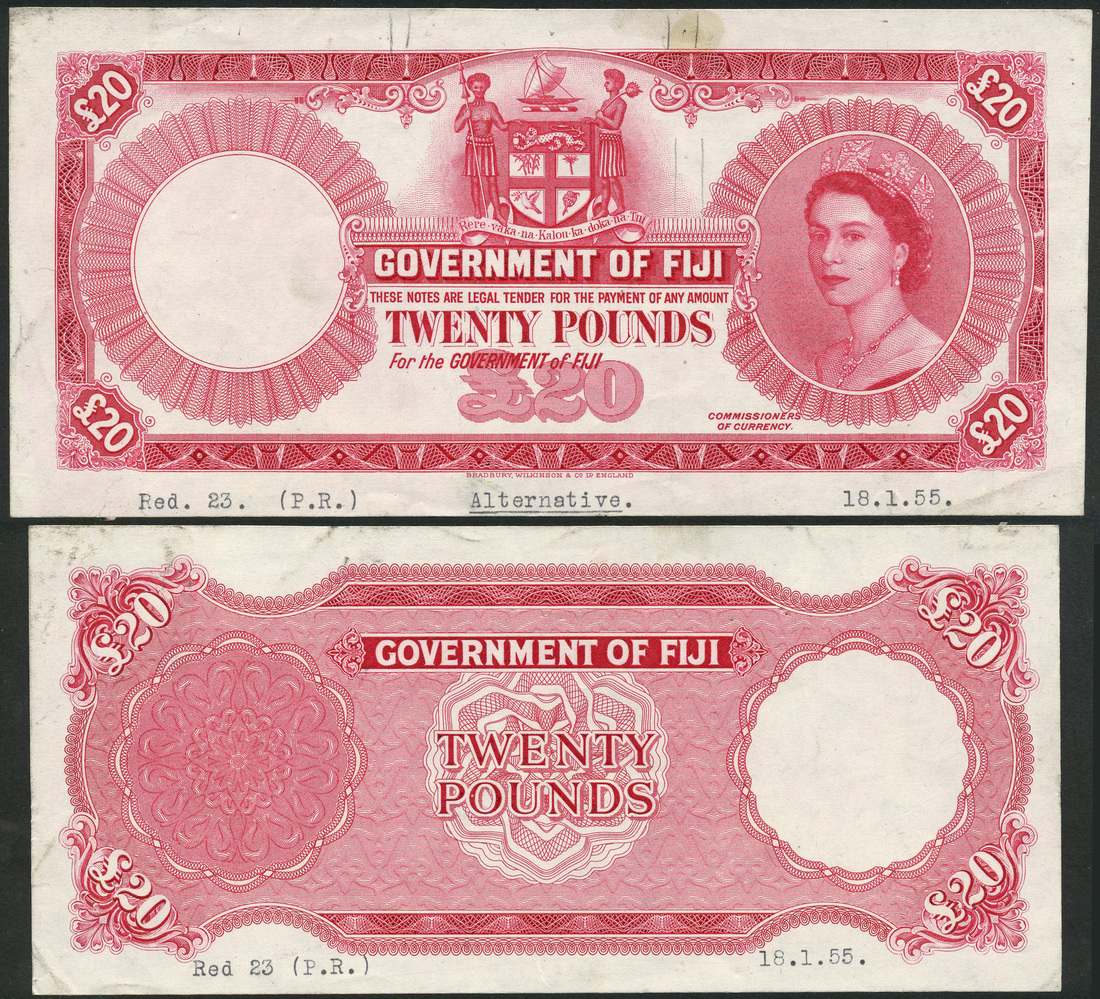 £20
£20
Rere·vaka·na·Kalou·ka·doka·na·Tui
GOVERNMENT OF FIJI
THESE NOTES ARE LEGAL TENDER FOR THE PAYMENT OF ANY AMOUNT
TWENTY POUNDS
For the GOVERNMENT of FIJI
£20
COMMISSIONERS
OF CURRENCY.
£20
£20
BRADBURY, WILKINSON & Co LD ENGLAND
Red. 23. (P.R.)
Alternative.
18.1.55.
£20
£20
GOVERNMENT OF FIJI
TWENTY
POUNDS
£20
£20
Red 23 (P.R.)
18.1.55.